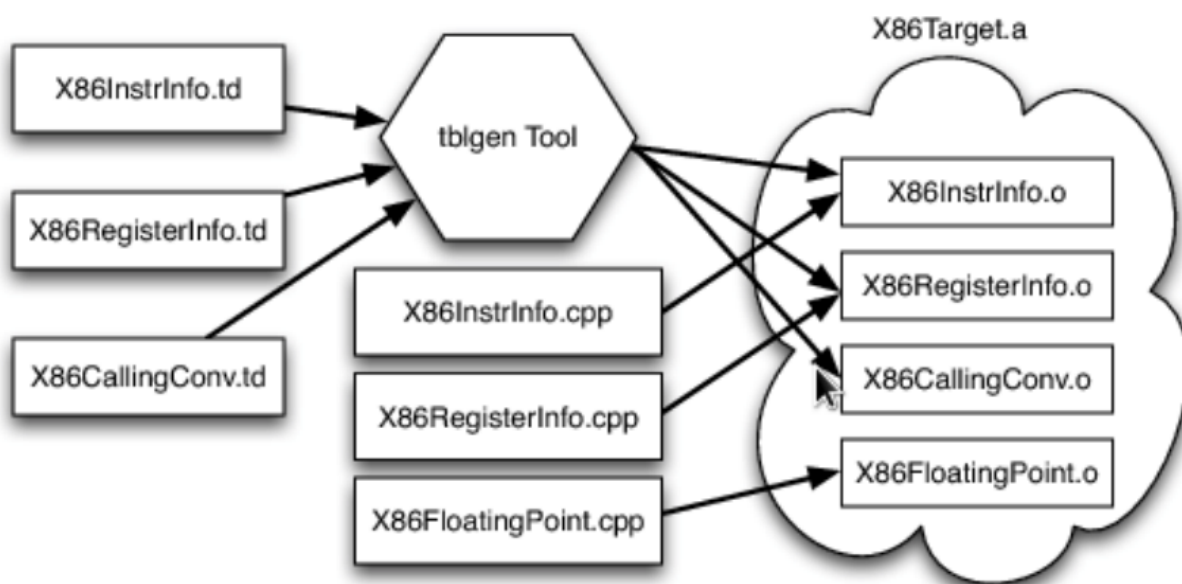 X86Target.a
X86InstrInfo.td
tblgen Tool
X86InstrInfo.o
X86RegisterInfo.td
X86RegisterInfo.o
X86InstrInfo.cpp
X86CallingConv.td
X86CallingConv.o
X86RegisterInfo.cpp
X86FloatingPoint.o
X86FloatingPoint.cpp